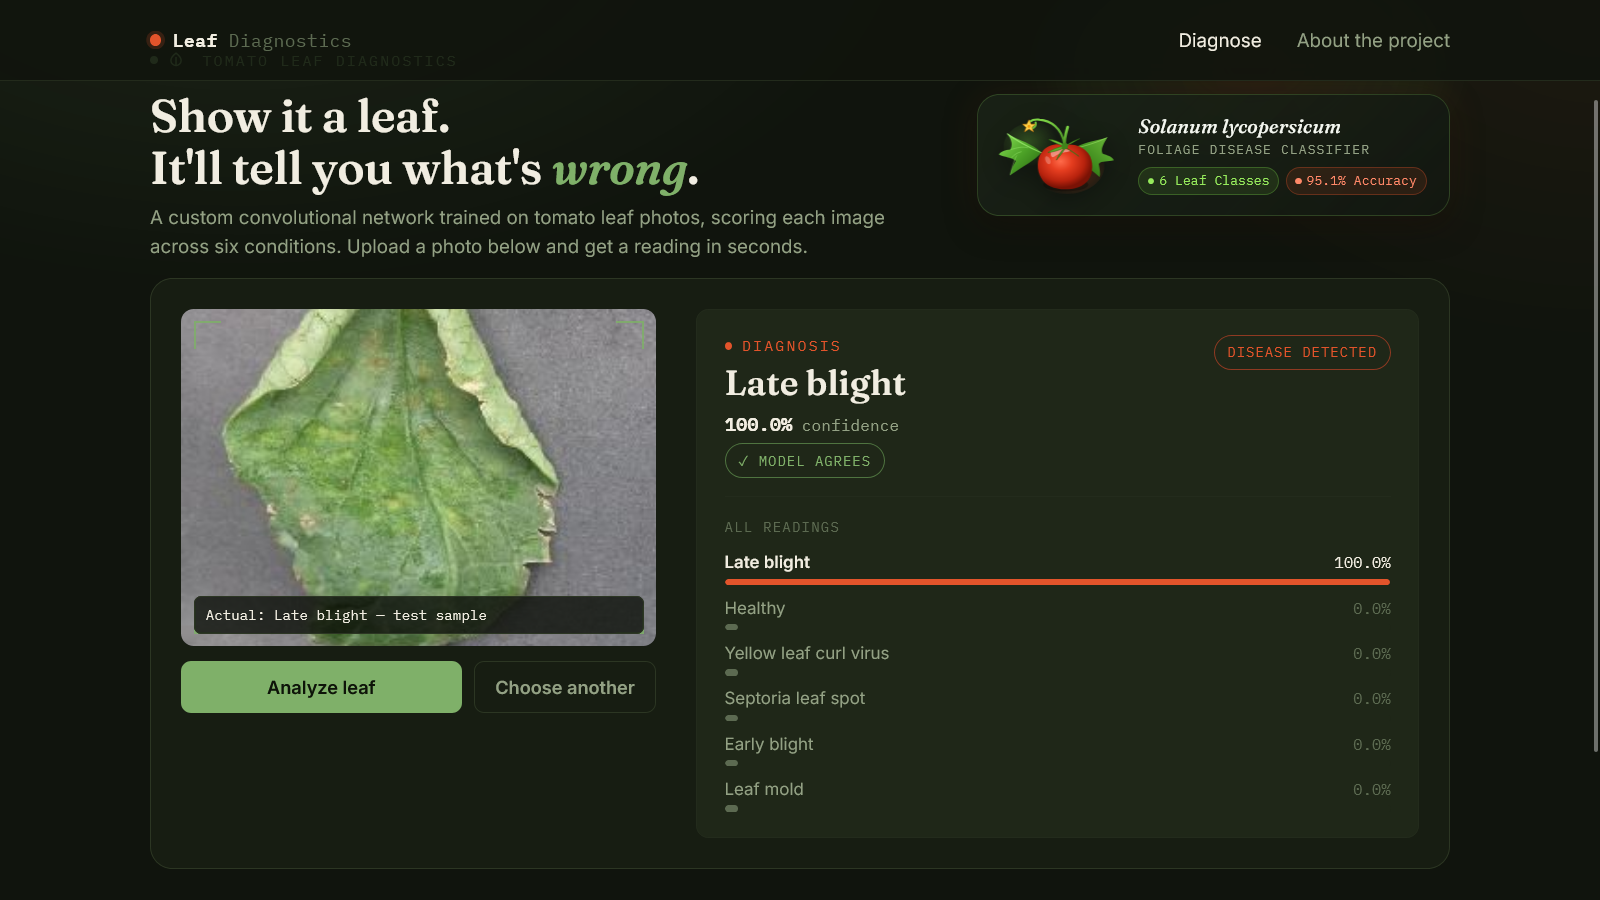 Leaf Diagnostics
Diagnose
About the project
TOMATO LEAF DIAGNOSTICS
Show it a leaf.
It'll tell you what's wrong.
A custom convolutional network trained on tomato leaf photos, scoring each image
across six conditions. Upload a photo below and get a reading in seconds.
Solanum lycopersicum
FOLIAGE DISEASE CLASSIFIER
6 Leaf Classes
95.1% Accuracy
Actual: Late blight — test sample
Analyze leaf
Choose another
DIAGNOSIS
DISEASE DETECTED
Late blight
100.0% confidence
✓ MODEL AGREES
ALL READINGS
Late blight 100.0%
Healthy 0.0%
Yellow leaf curl virus 0.0%
Septoria leaf spot 0.0%
Early blight 0.0%
Leaf mold 0.0%